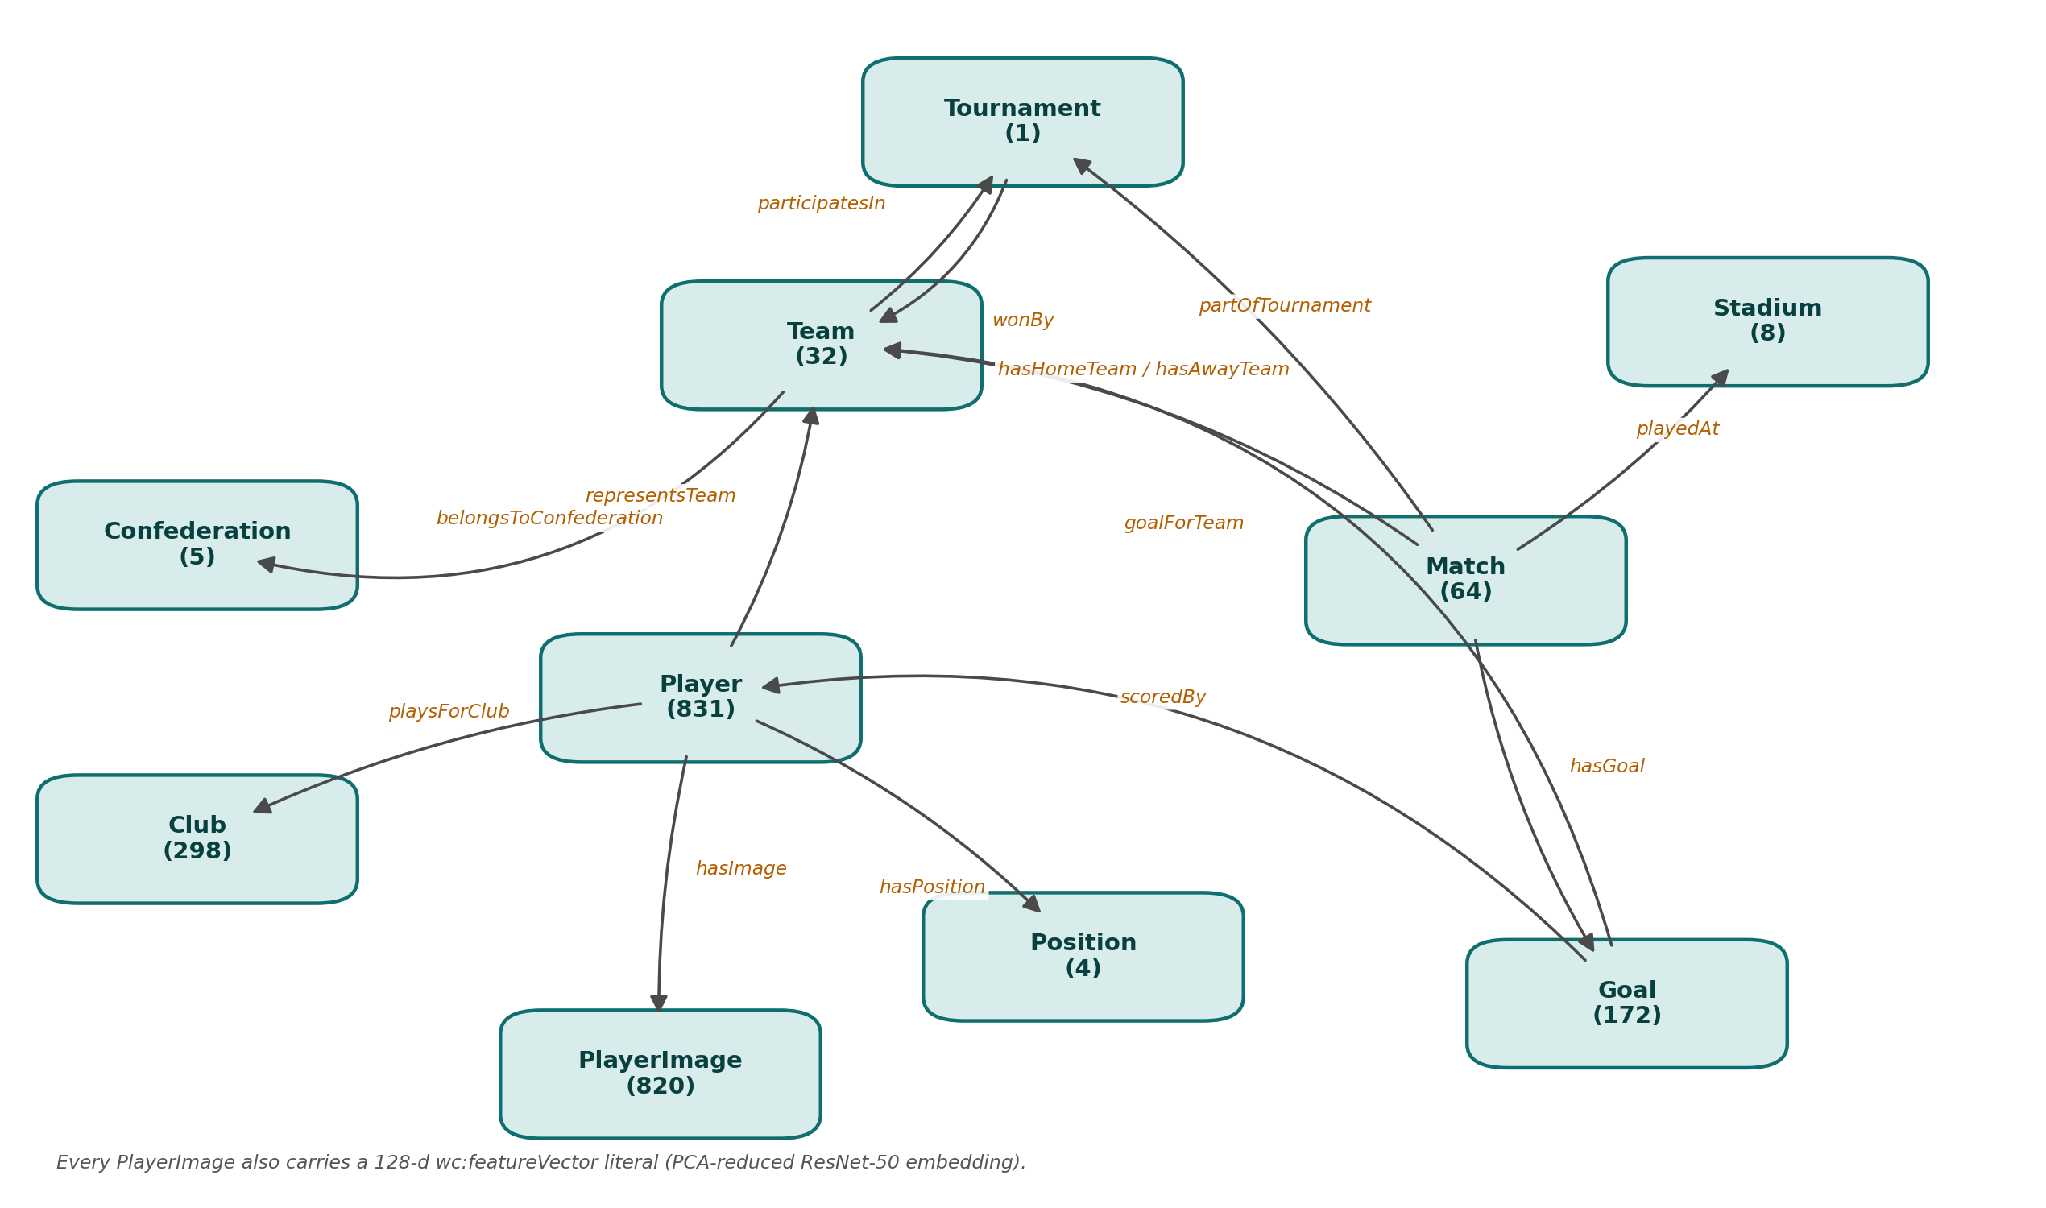 Tournament
(1)
participatesIn
partOfTournament
Stadium
(8)
wonBy
Team
(32)
hasHomeTeam / hasAwayTeam
playedAt
representsTeam
belongsToConfederation
goalForTeam
Confederation
(5)
Match
(64)
Player
(831)
scoredBy
playsForClub
hasGoal
Club
(298)
hasImage
hasPosition
Position
(4)
Goal
(172)
PlayerImage
(820)
Every PlayerImage also carries a 128-d wc:featureVector literal (PCA-reduced ResNet-50 embedding).